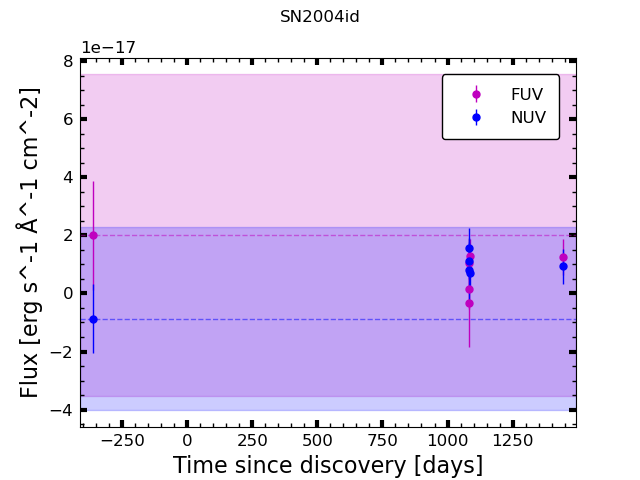 SN2004id
1e−17
8
6
4
2
0
−2
−4
Flux [erg s^-1 Å^-1 cm^-2]
FUV
NUV
−250 0 250 500 750 1000 1250
Time since discovery [days]